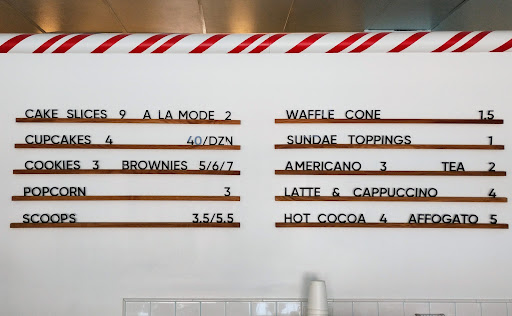 CAKE SLICES 9 A LA MODE 2
CUPCAKES 4 40/DZN
COOKIES 3 BROWNIES 5/6/7
POPCORN 3
SCOOPS 3.5/5.5
WAFFLE CONE 1.5
SUNDAE TOPPINGS 1
AMERICANO 3 TEA 2
LATTE & CAPPUCCINO 4
HOT COCOA 4 AFFOGATO 5